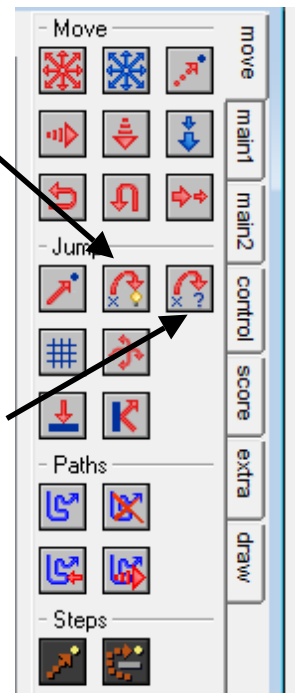 Move
Jump
Paths
Steps
move
main1
main2
control
score
extra
draw